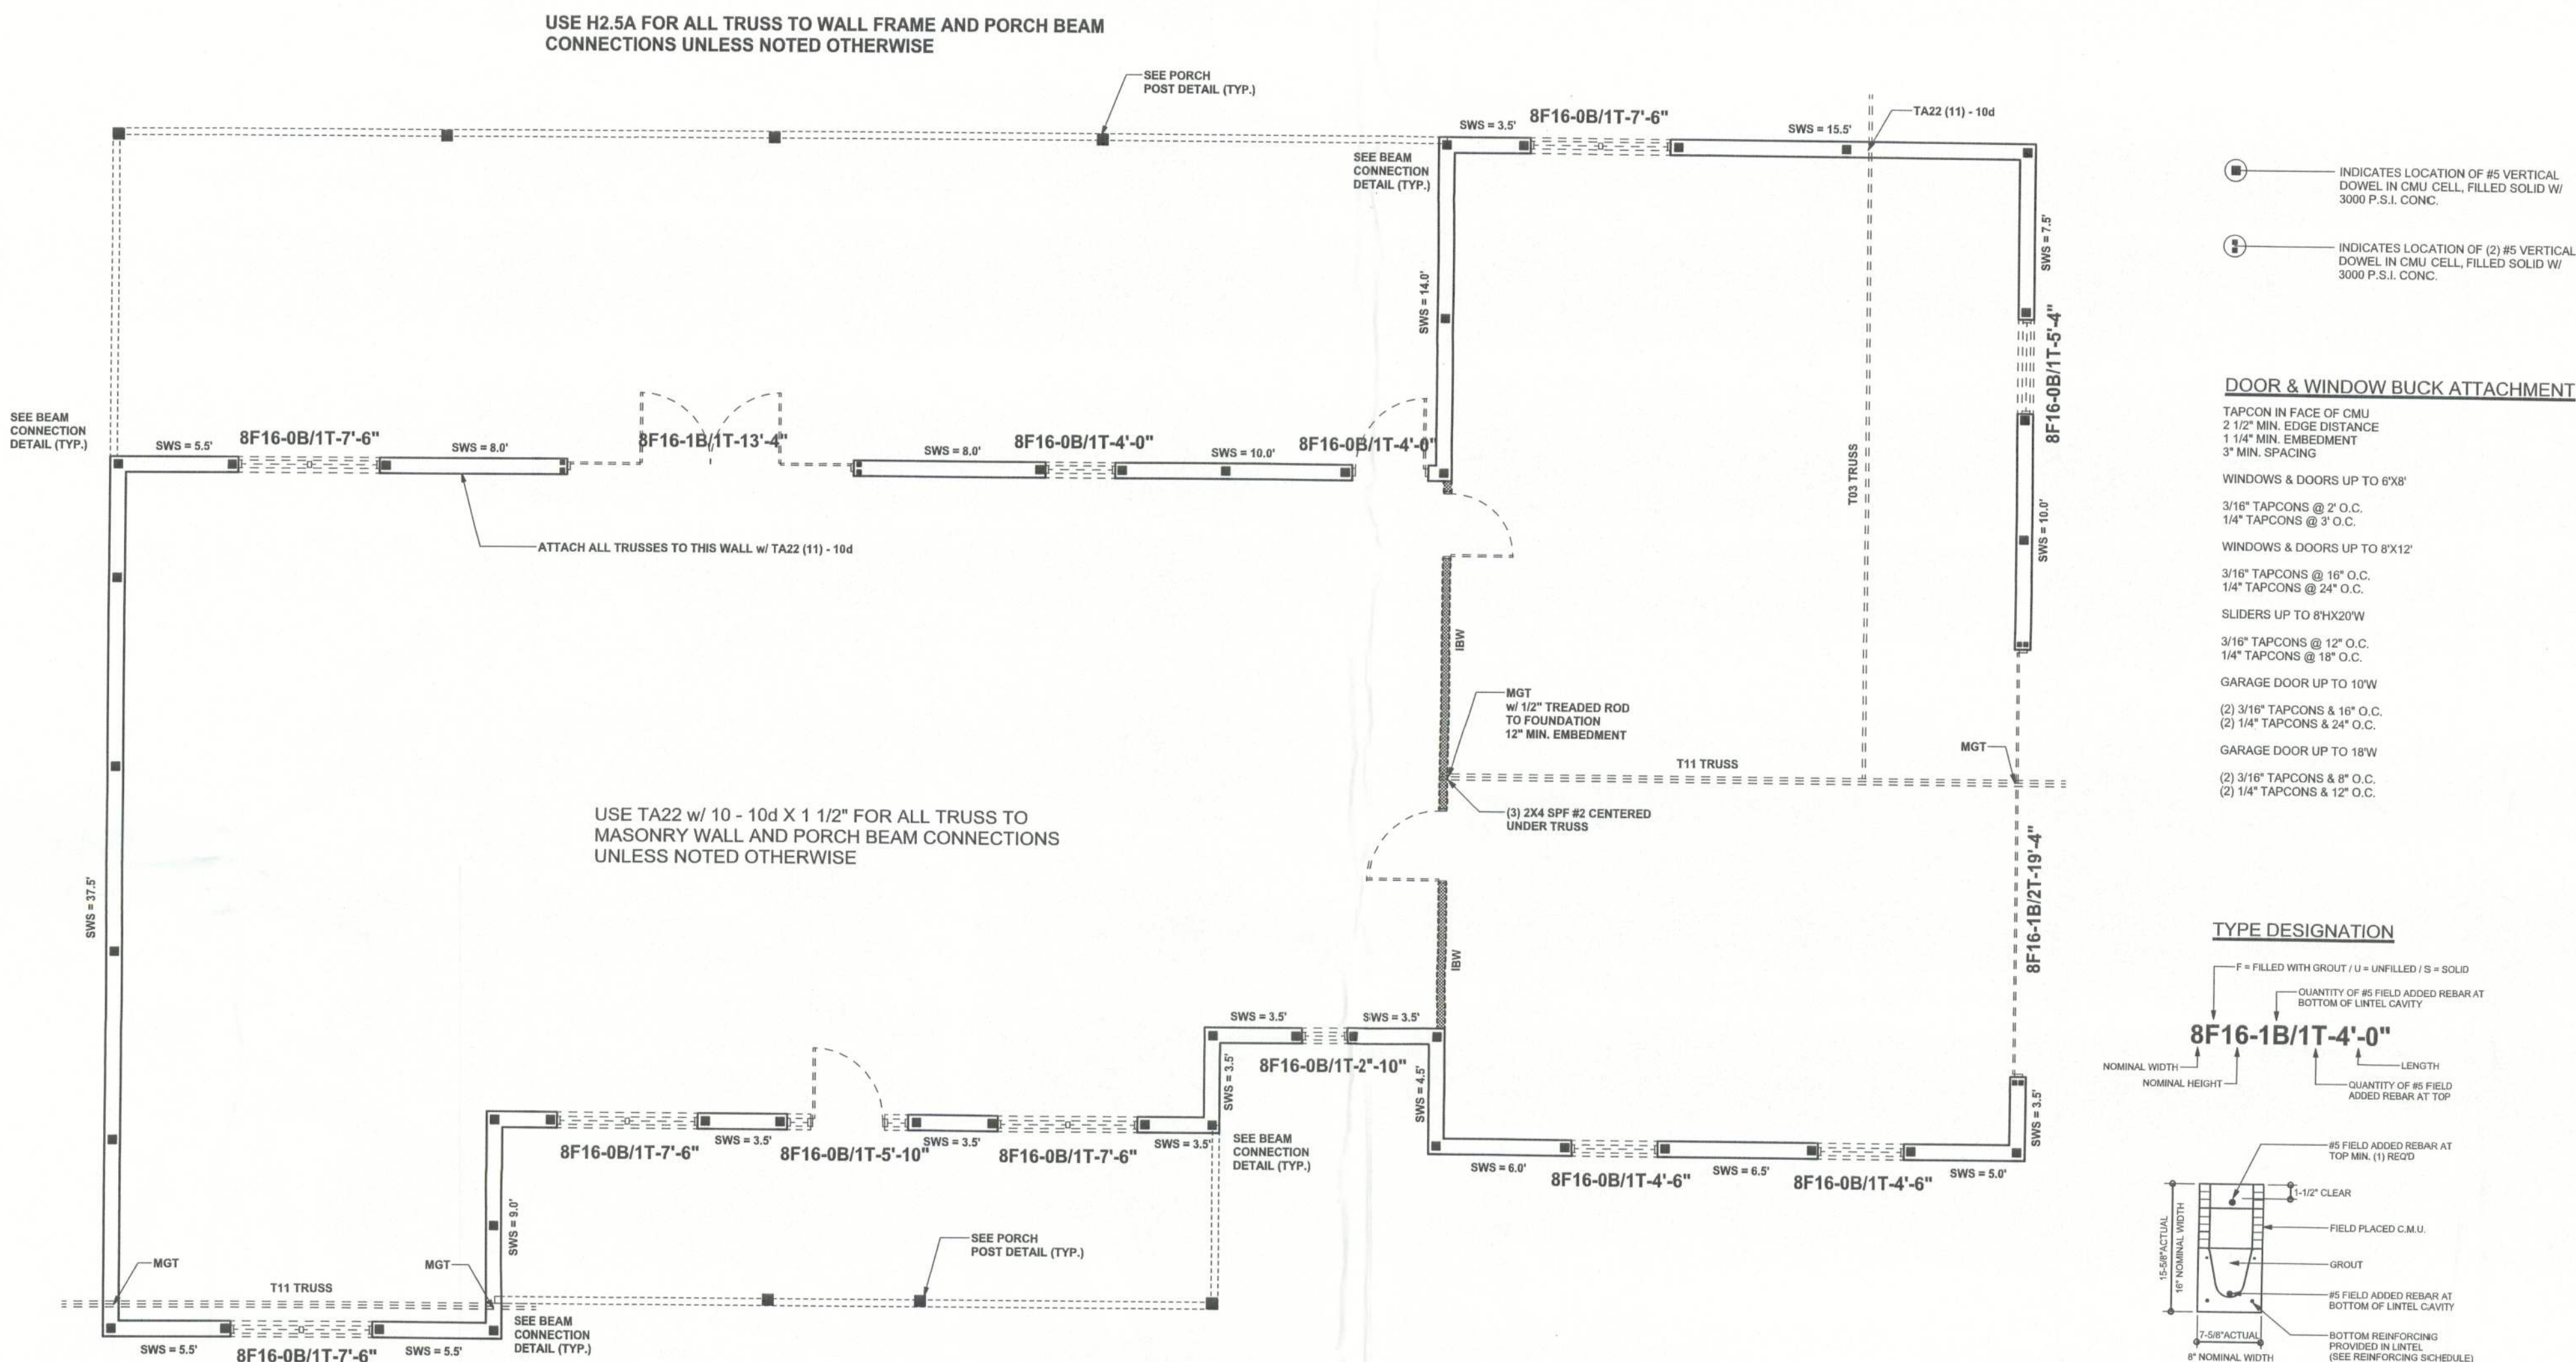 USE H2.5A FOR ALL TRUSS TO WALL FRAME AND PORCH BEAM
CONNECTIONS UNLESS NOTED OTHERWISE
SEE PORCH
POST DETAIL (TYP.)
SWS = 3.5'
8F16-0B/1T-7'-6"
SWS = 15.5'
TA22 (11) - 10d
SEE BEAM
CONNECTION
DETAIL (TYP.)
SWS = 14.0'
SWS = 7.5'
8F16-0B/1T-5'-4"
SWS = 10.0'
T03 TRUSS
SEE BEAM
CONNECTION
DETAIL (TYP.)
SWS = 5.5'
8F16-0B/1T-7'-6"
SWS = 8.0'
8F16-1B/1T-13'-4"
SWS = 8.0'
8F16-0B/1T-4'-0"
SWS = 10.0'
8F16-0B/1T-4'-0"
ATTACH ALL TRUSSES TO THIS WALL w/ TA22 (11) - 10d
IBW
MGT
w/ 1/2" TREADED ROD
TO FOUNDATION
12" MIN. EMBEDMENT
T11 TRUSS
MGT
(3) 2X4 SPF #2 CENTERED
UNDER TRUSS
USE TA22 w/ 10 - 10d X 1 1/2" FOR ALL TRUSS TO
MASONRY WALL AND PORCH BEAM CONNECTIONS
UNLESS NOTED OTHERWISE
SWS = 37.5'
8F16-1B/2T-19'-4"
IBW
SWS = 3.5'
SWS = 3.5'
8F16-0B/1T-2"-10"
SWS = 3.5'
SWS = 4.5'
SWS = 3.5'
8F16-0B/1T-7'-6"
SWS = 3.5'
8F16-0B/1T-5'-10"
SWS = 3.5'
8F16-0B/1T-7'-6"
SWS = 3.5'
SEE BEAM
CONNECTION
DETAIL (TYP.)
SWS = 6.0'
8F16-0B/1T-4'-6"
SWS = 6.5'
8F16-0B/1T-4'-6"
SWS = 5.0'
SWS = 9.0'
SEE PORCH
POST DETAIL (TYP.)
MGT
T11 TRUSS
MGT
SEE BEAM
CONNECTION
DETAIL (TYP.)
SWS = 5.5'
8F16-0B/1T-7'-6"
SWS = 5.5'
INDICATES LOCATION OF #5 VERTICAL
DOWEL IN CMU CELL, FILLED SOLID W/
3000 P.S.I. CONC.
INDICATES LOCATION OF (2) #5 VERTICAL
DOWEL IN CMU CELL, FILLED SOLID W/
3000 P.S.I. CONC.
DOOR & WINDOW BUCK ATTACHMENT
TAPCON IN FACE OF CMU
2 1/2" MIN. EDGE DISTANCE
1 1/4" MIN. EMBEDMENT
3" MIN. SPACING
WINDOWS & DOORS UP TO 6'X8'
3/16" TAPCONS @ 2' O.C.
1/4" TAPCONS @ 3' O.C.
WINDOWS & DOORS UP TO 8'X12'
3/16" TAPCONS @ 16" O.C.
1/4" TAPCONS @ 24" O.C.
SLIDERS UP TO 8'HX20'W
3/16" TAPCONS @ 12" O.C.
1/4" TAPCONS @ 18" O.C.
GARAGE DOOR UP TO 10'W
(2) 3/16" TAPCONS & 16" O.C.
(2) 1/4" TAPCONS & 24" O.C.
GARAGE DOOR UP TO 18'W
(2) 3/16" TAPCONS & 8" O.C.
(2) 1/4" TAPCONS & 12" O.C.
TYPE DESIGNATION
F = FILLED WITH GROUT / U = UNFILLED / S = SOLID
QUANTITY OF #5 FIELD ADDED REBAR AT
BOTTOM OF LINTEL CAVITY
8F16-1B/1T-4'-0"
NOMINAL WIDTH
LENGTH
NOMINAL HEIGHT
QUANTITY OF #5 FIELD
ADDED REBAR AT TOP
#5 FIELD ADDED REBAR AT
TOP MIN. (1) REQ'D
1-1/2" CLEAR
FIELD PLACED C.M.U.
15-5/8" ACTUAL
16" NOMINAL WIDTH
GROUT
#5 FIELD ADDED REBAR AT
BOTTOM OF LINTEL CAVITY
7-5/8" ACTUAL
BOTTOM REINFORCING
PROVIDED IN LINTEL
(SEE REINFORCING SCHEDULE)
8" NOMINAL WIDTH